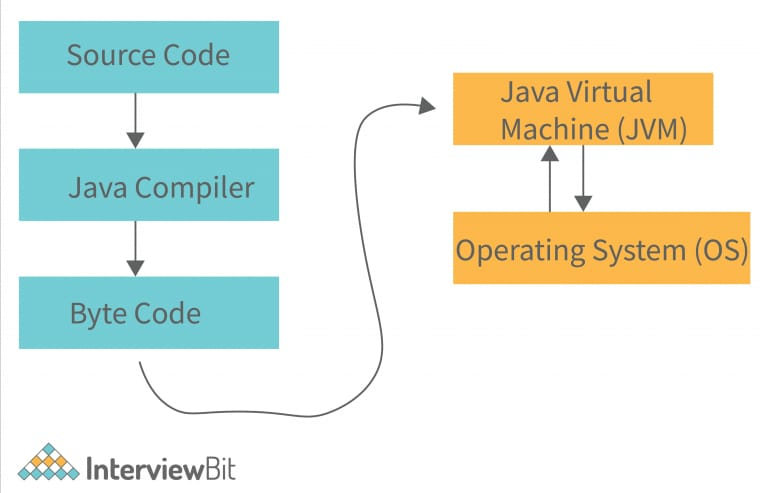 Source Code
Java Compiler
Byte Code
Java Virtual
Machine (JVM)
Operating System (OS)
InterviewBit